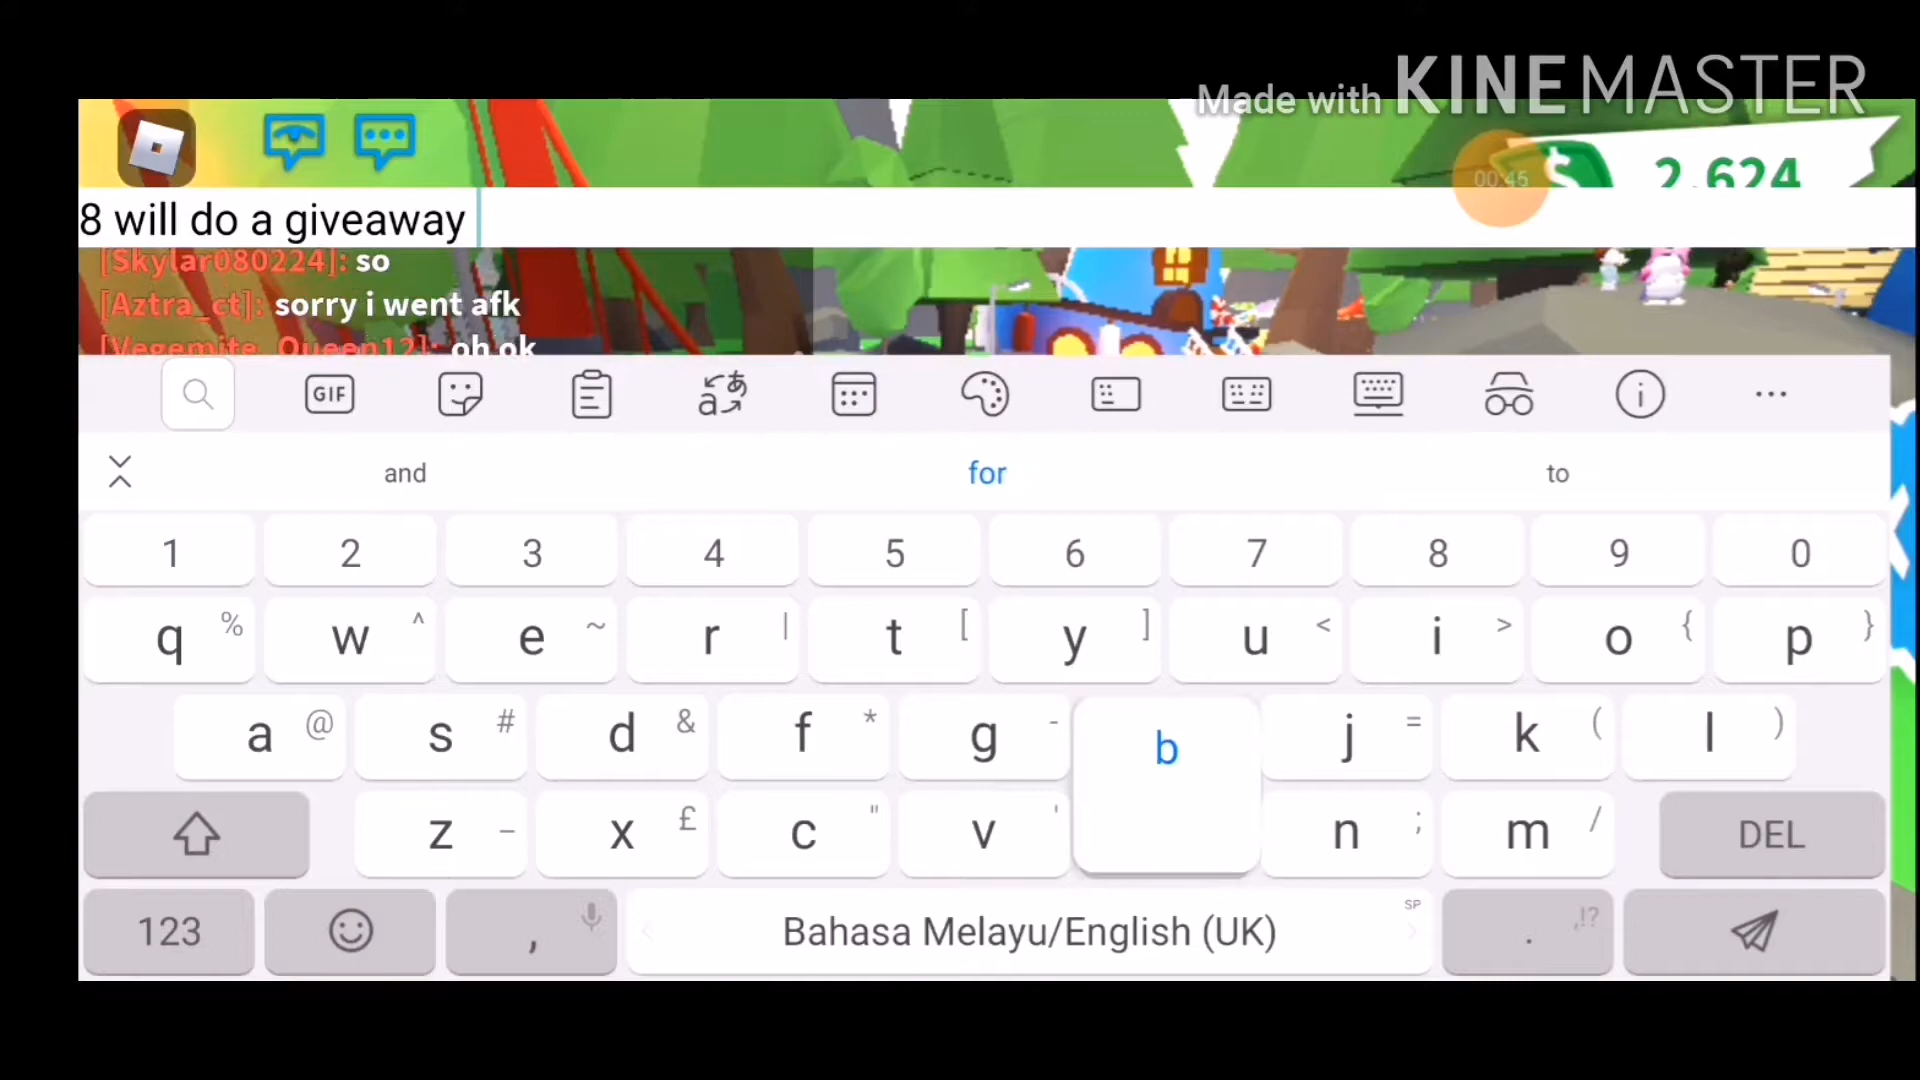 Made with KINEMASTER
00:45
$ 2,624
8 will do a giveaway
[Skylar080224]: so
[Aztra_ct]: sorry i went afk
[Vegemite_Queen12]: oh ok
GIF
and for to
1 2 3 4 5 6 7 8 9 0
q % w ^ e ~ r | t [ y ] u < i > o { p }
a @ s # d & f * g - b j = k ( l )
z _ x £ c " v ' n ; m / DEL
123 , Bahasa Melayu/English (UK) SP . ,!?